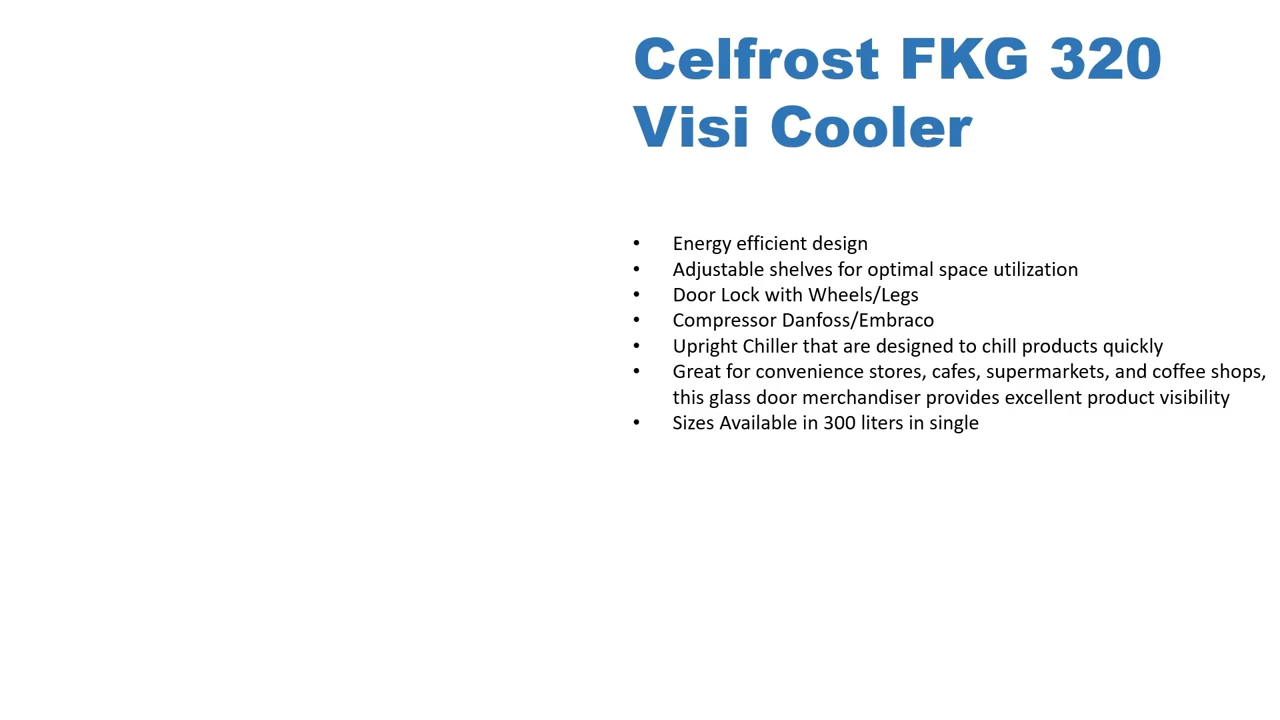 Celfrost FKG 320
Visi Cooler
• Energy efficient design
• Adjustable shelves for optimal space utilization
• Door Lock with Wheels/Legs
• Compressor Danfoss/Embraco
• Upright Chiller that are designed to chill products quickly
• Great for convenience stores, cafes, supermarkets, and coffee shops,
this glass door merchandiser provides excellent product visibility
• Sizes Available in 300 liters in single